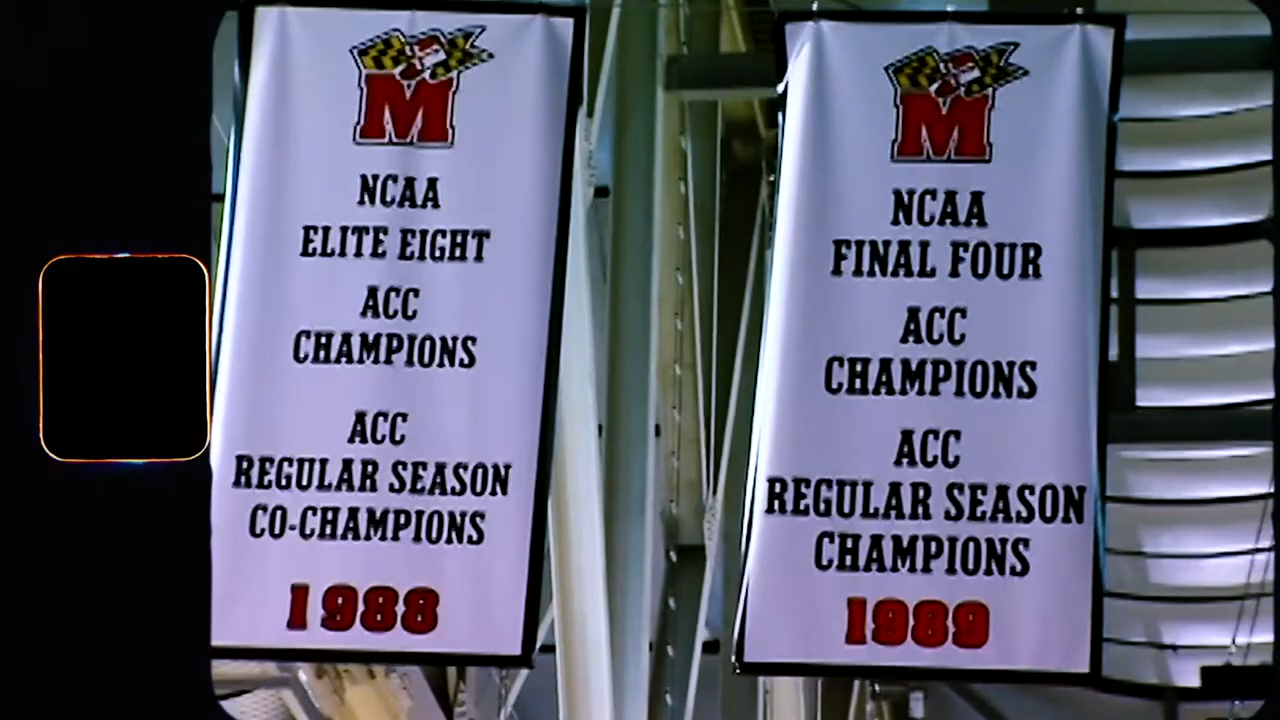 M
NCAA
ELITE EIGHT
ACC
CHAMPIONS
ACC
REGULAR SEASON
CO-CHAMPIONS
1988
M
NCAA
FINAL FOUR
ACC
CHAMPIONS
ACC
REGULAR SEASON
CHAMPIONS
1989